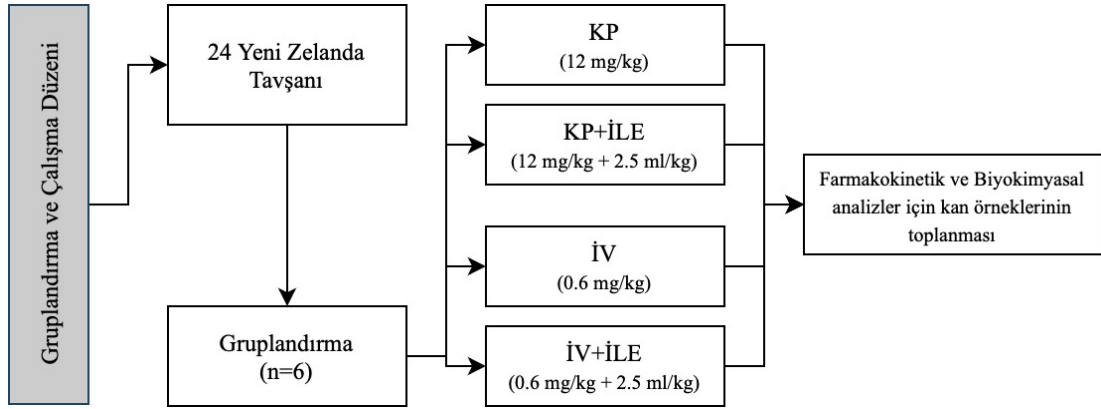 Gruplandırma ve Çalışma Düzeni
24 Yeni Zelanda
Tavşanı
Gruplandırma
(n=6)
KP
(12 mg/kg)
KP+İLE
(12 mg/kg + 2.5 ml/kg)
İV
(0.6 mg/kg)
İV+İLE
(0.6 mg/kg + 2.5 ml/kg)
Farmakokinetik ve Biyokimyasal
analizler için kan örneklerinin
toplanması